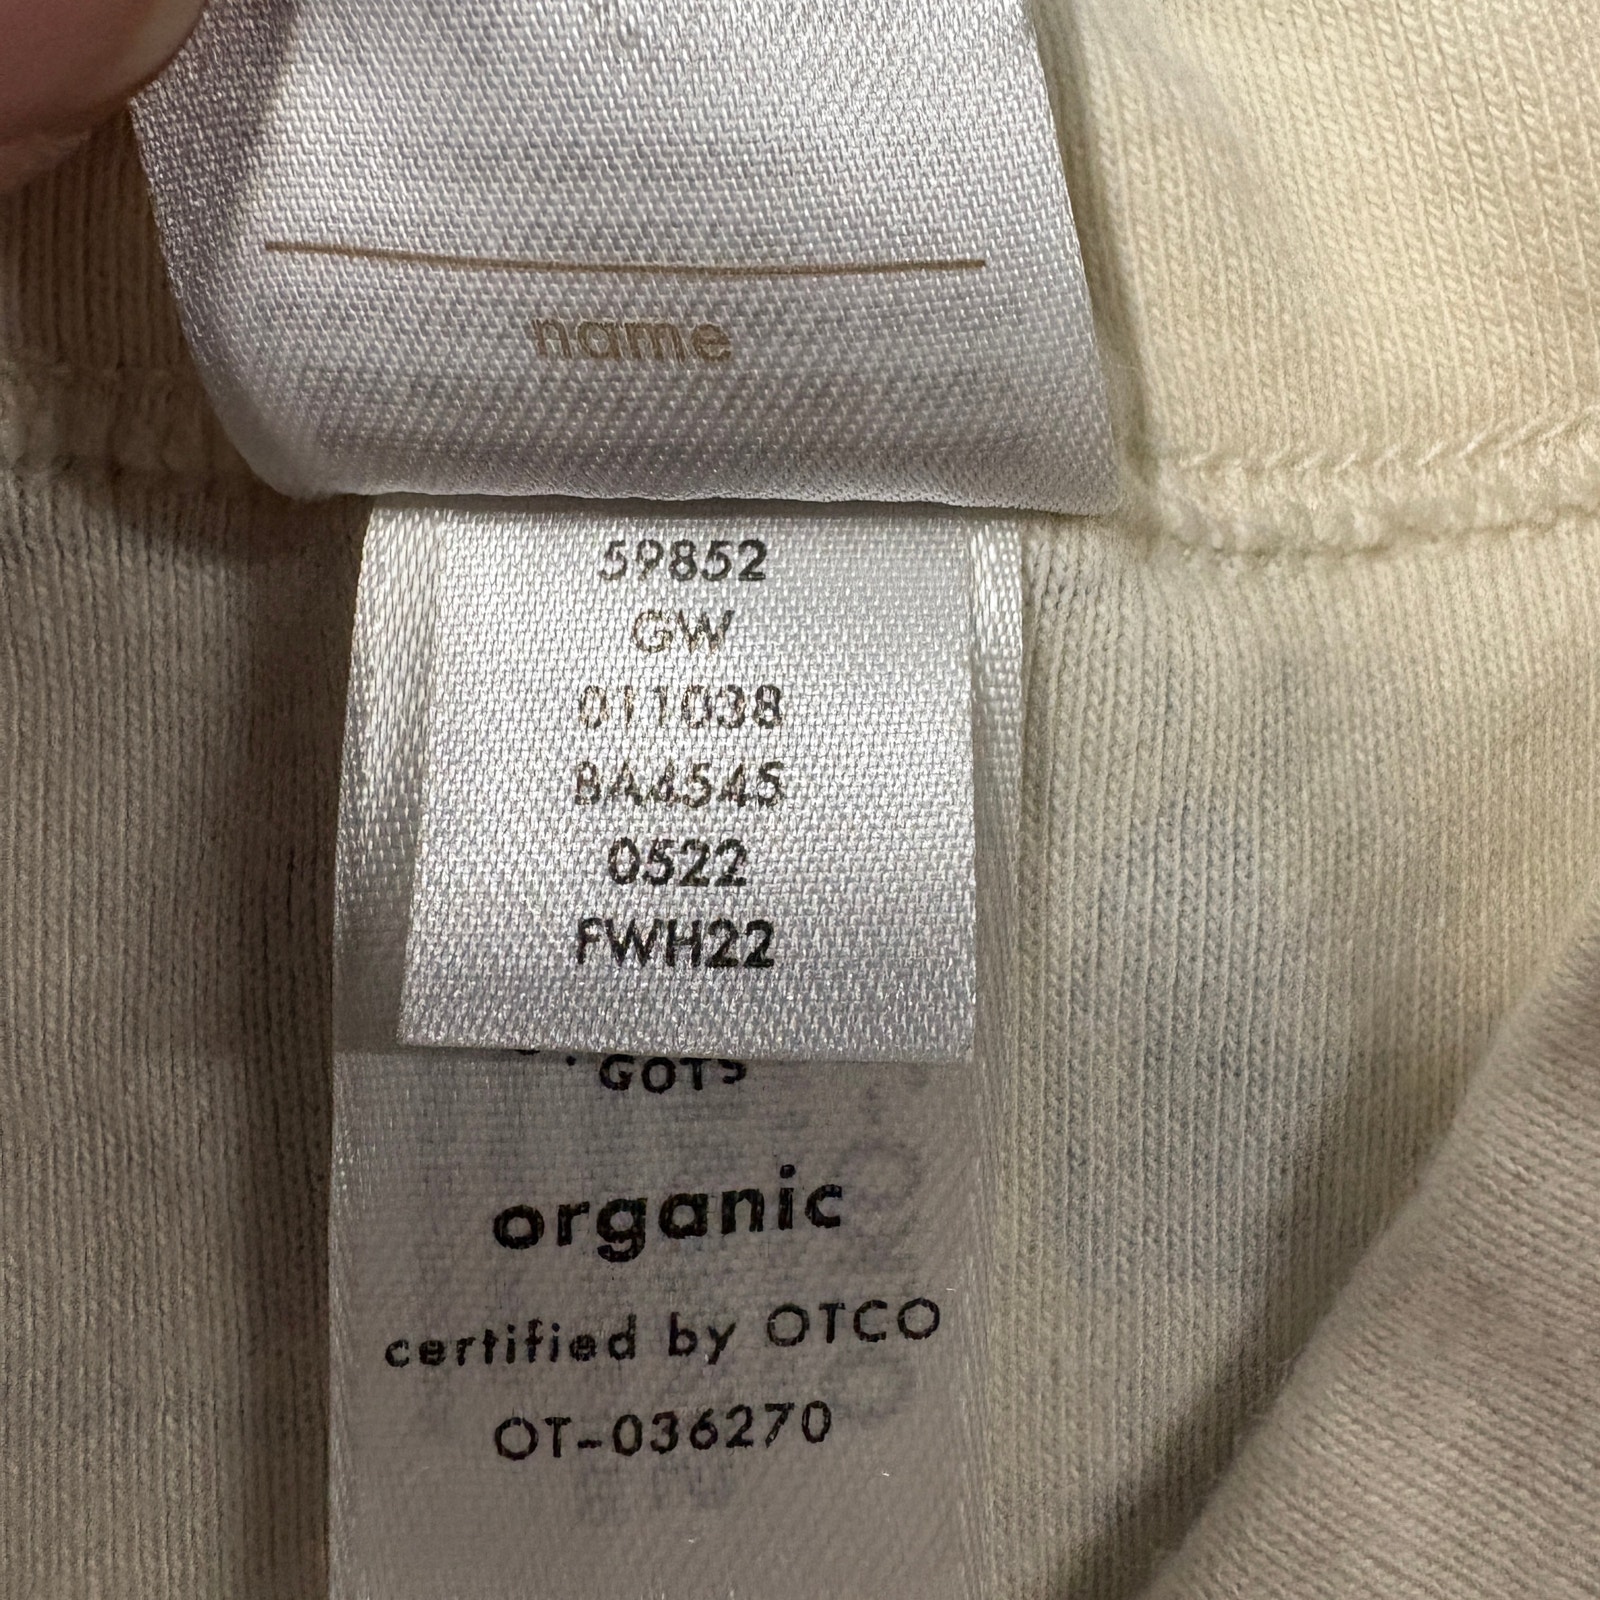 name
59852
GW
011038
BA4545
0522
FWH22
GOTS
organic
certified by OTCO
OT-036270